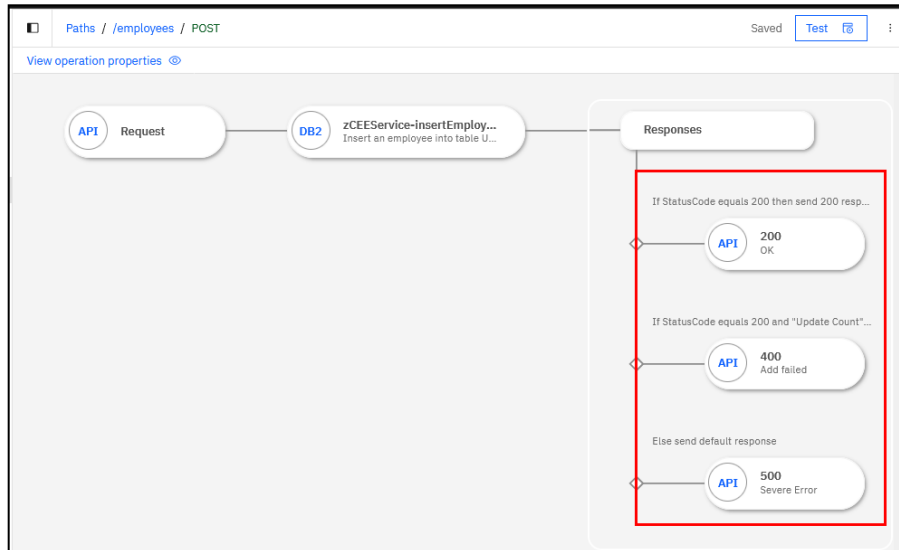 Paths / /employees / POST
Saved
Test
View operation properties
API
Request
DB2
zCEEService-insertEmploy...
Insert an employee into table U...
Responses
If StatusCode equals 200 then send 200 resp...
API
200
OK
If StatusCode equals 200 and "Update Count"...
API
400
Add failed
Else send default response
API
500
Severe Error